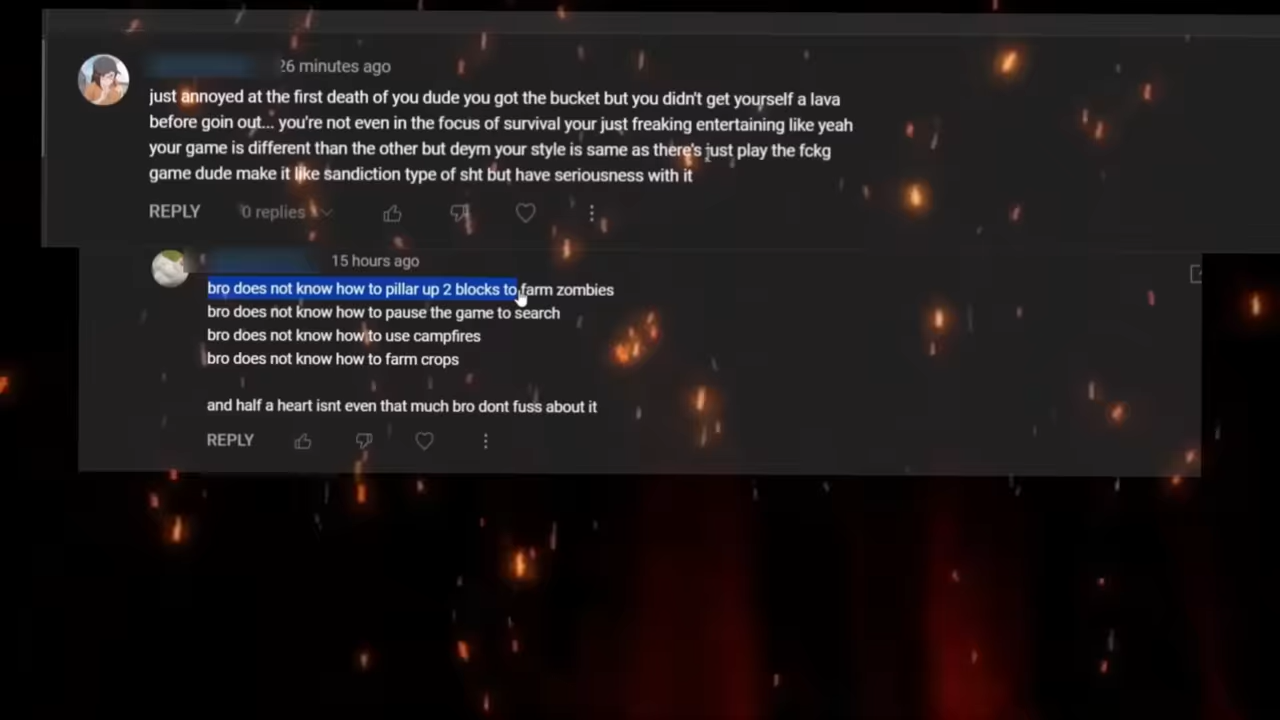 26 minutes ago
just annoyed at the first death of you dude you got the bucket but you didn't get yourself a lava
before goin out... you're not even in the focus of survival your just freaking entertaining like yeah
your game is different than the other but deym your style is same as there's just play the fckg
game dude make it like sandiction type of sht but have seriousness with it
REPLY 0 replies
15 hours ago
bro does not know how to pillar up 2 blocks to farm zombies
bro does not know how to pause the game to search
bro does not know how to use campfires
bro does not know how to farm crops
and half a heart isnt even that much bro dont fuss about it
REPLY